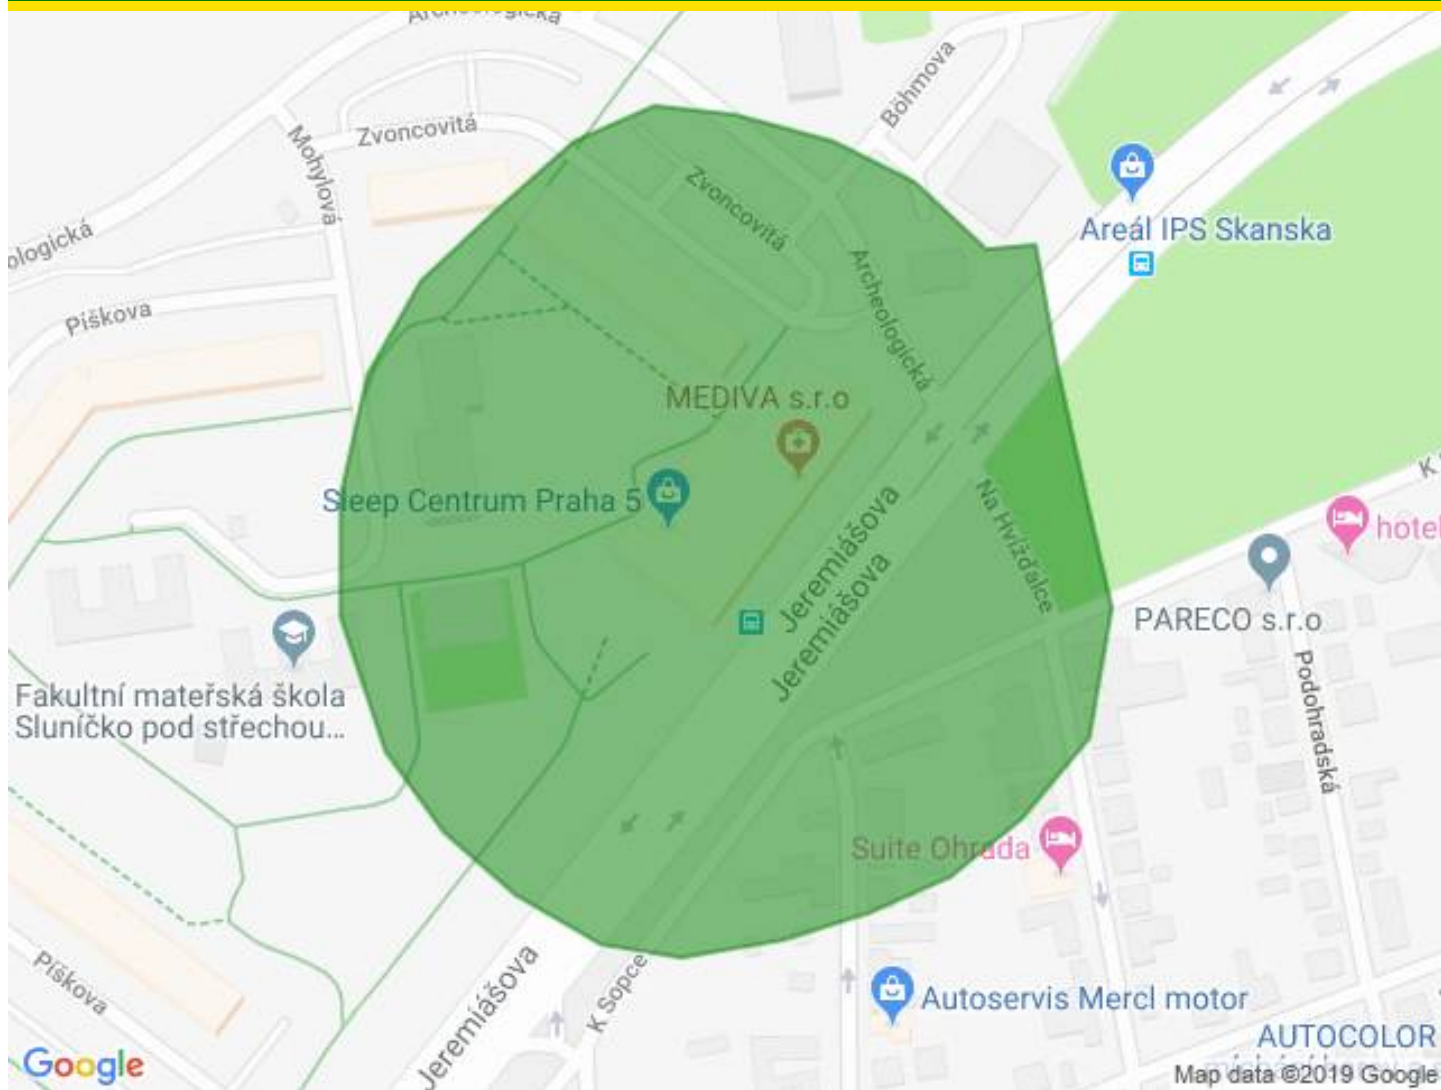 Archeologická
Böhmova
Zvoncovitá
Mohylová
Zvoncovitá
Areál IPS Skanska
ologická
Archeologická
Píškova
MEDIVA s.r.o
K
Sleep Centrum Praha 5
Na Hvížďalce
hotel
Jeremiášova
Jeremiášova
PARECO s.r.o
Podohradská
Fakultní mateřská škola
Sluníčko pod střechou...
Suite Ohrada
Píškova
Jeremiášova
K Sopce
Autoservis Mercl motor
AUTOCOLOR
Google
Map data ©2019 Google